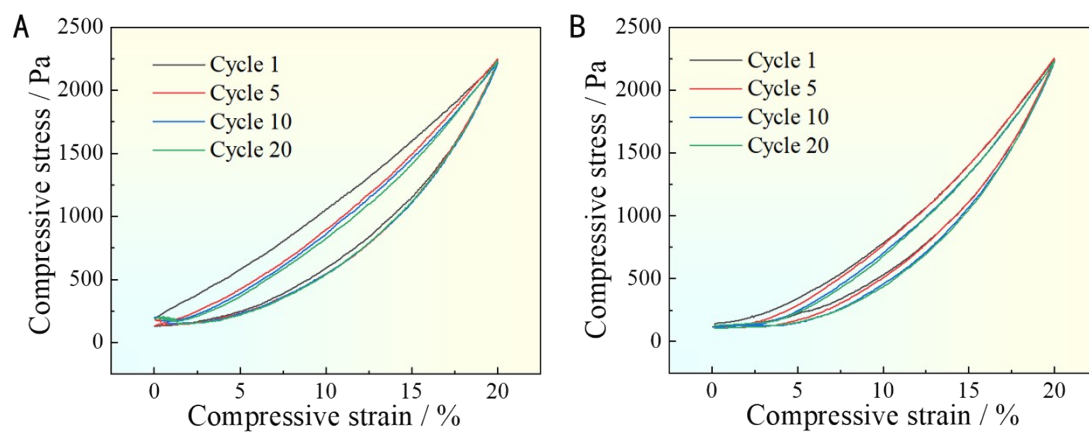 A
2500
2000
1500
1000
500
0
Compressive stress / Pa
Cycle 1
Cycle 5
Cycle 10
Cycle 20
0 5 10 15 20
Compressive strain / %
B
2500
2000
1500
1000
500
0
Compressive stress / Pa
Cycle 1
Cycle 5
Cycle 10
Cycle 20
0 5 10 15 20
Compressive strain / %